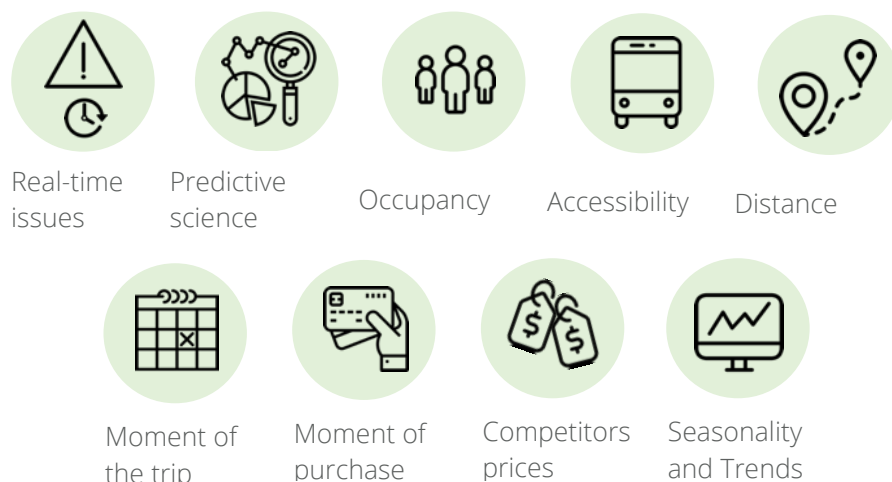 Real-time
issues
Predictive
science
Occupancy
Accessibility
Distance
$
$
Moment of
the trip
Moment of
purchase
Competitors
prices
Seasonality
and Trends